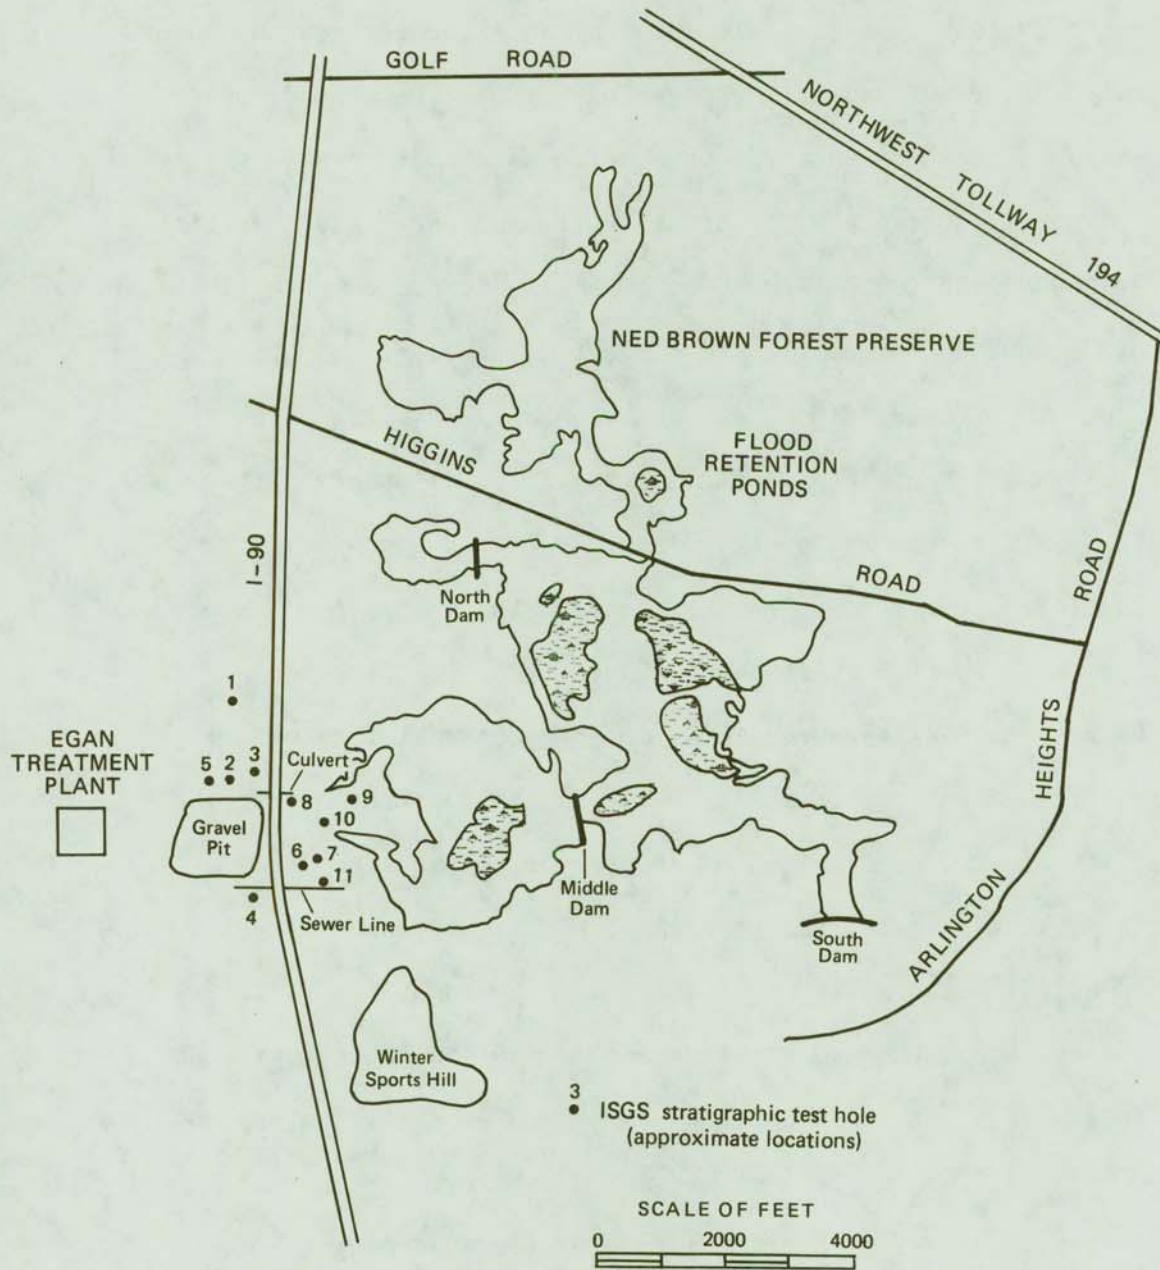 GOLF ROAD
NORTHWEST TOLLWAY 194
NED BROWN FOREST PRESERVE
FLOOD
RETENTION
PONDS
HIGGINS ROAD
I-90
North
Dam
ARLINGTON HEIGHTS ROAD
1
EGAN
TREATMENT
PLANT
5 2 3
Culvert
8 9
10
Gravel
Pit
6 7
11
4
Sewer Line
Middle
Dam
South
Dam
Winter
Sports Hill
3
ISGS stratigraphic test hole
(approximate locations)
SCALE OF FEET
0 2000 4000